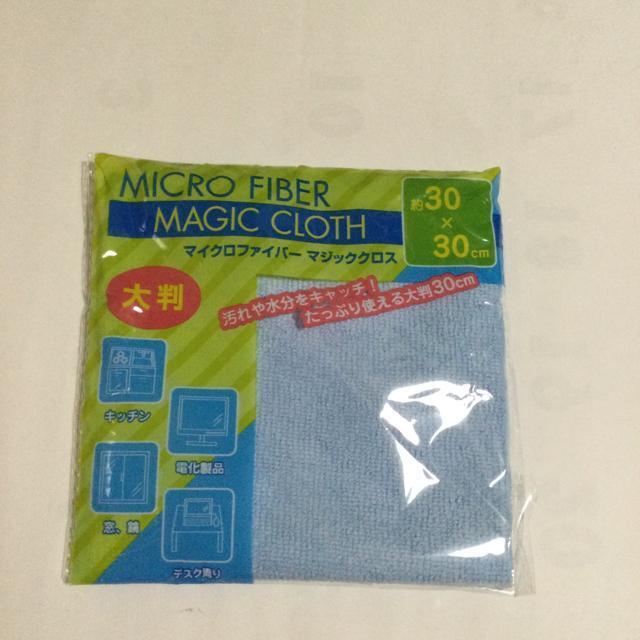 MICRO FIBER
MAGIC CLOTH
マイクロファイバー マジッククロス
約30
×
30cm
大判
汚れや水分をキャッチ!
たっぷり使える大判30cm
キッチン
電化製品
窓、鏡
デスク周り